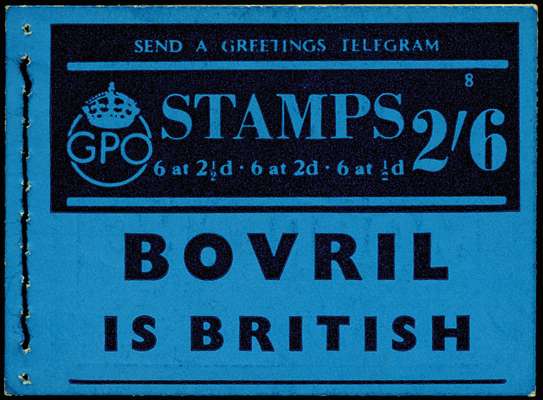 SEND A GREETINGS TELEGRAM
8
GPO
STAMPS 2/6
6 at 2½d · 6 at 2d · 6 at ½d
BOVRIL
IS BRITISH